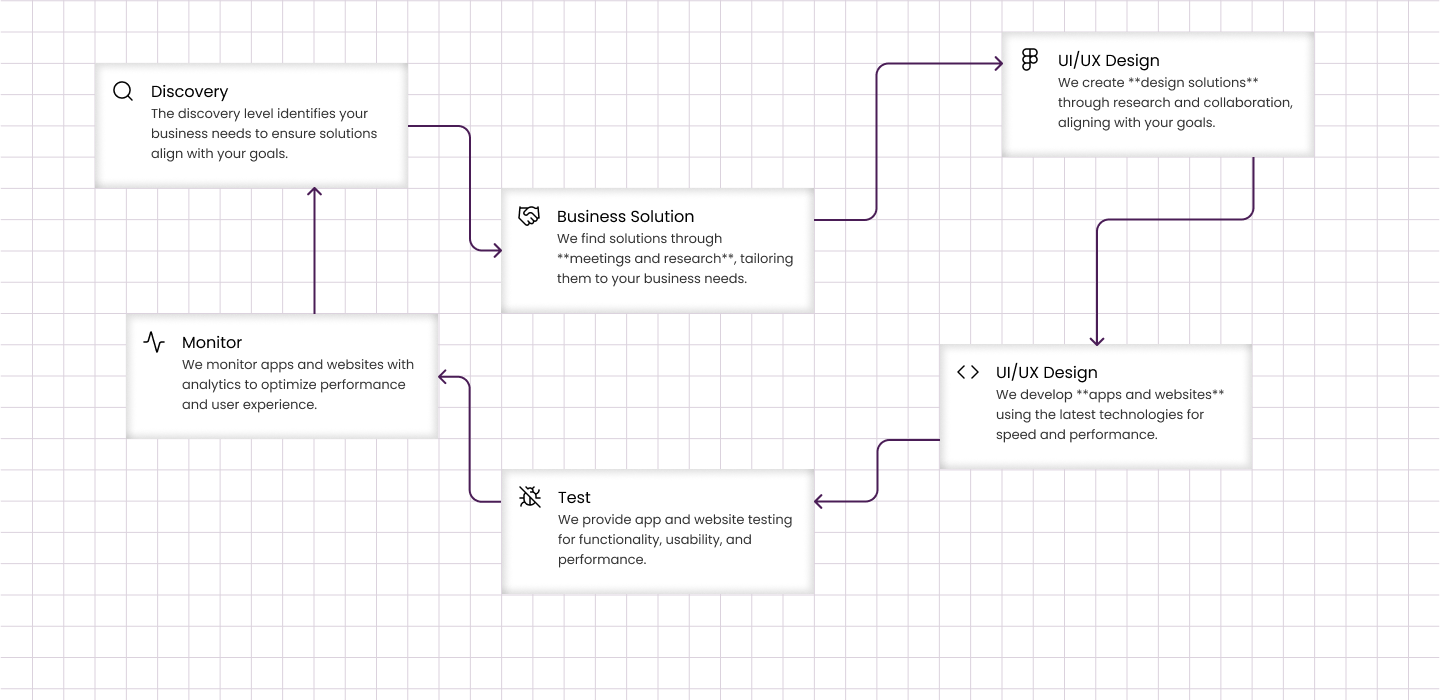 Discovery
The discovery level identifies your
business needs to ensure solutions
align with your goals.
Business Solution
We find solutions through
**meetings and research**, tailoring
them to your business needs.
UI/UX Design
We create **design solutions**
through research and collaboration,
aligning with your goals.
UI/UX Design
We develop **apps and websites**
using the latest technologies for
speed and performance.
Test
We provide app and website testing
for functionality, usability, and
performance.
Monitor
We monitor apps and websites with
analytics to optimize performance
and user experience.